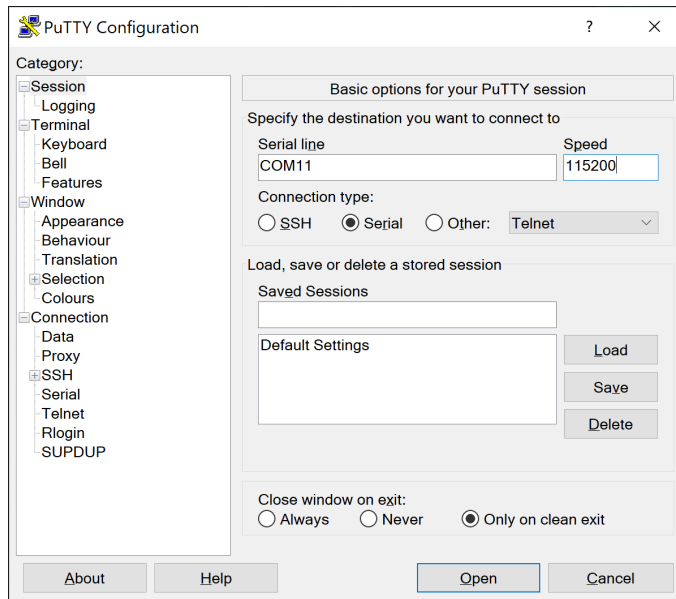 PuTTY Configuration
?
Category:
Session
Logging
Terminal
Keyboard
Bell
Features
Window
Appearance
Behaviour
Translation
Selection
Colours
Connection
Data
Proxy
SSH
Serial
Telnet
Rlogin
SUPDUP
Basic options for your PuTTY session
Specify the destination you want to connect to
Serial line Speed
COM11 115200
Connection type:
SSH Serial Other: Telnet
Load, save or delete a stored session
Saved Sessions
Default Settings
Load
Save
Delete
Close window on exit:
Always Never Only on clean exit
About Help Open Cancel